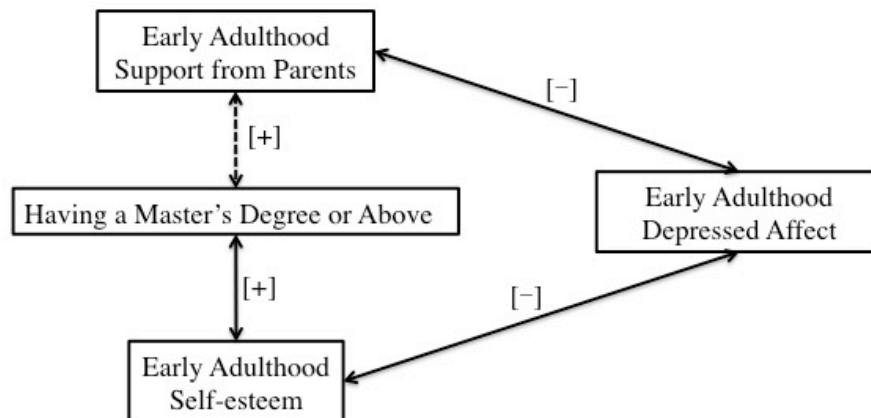 Early Adulthood
Support from Parents
[−]
[+]
Having a Master's Degree or Above
Early Adulthood
Depressed Affect
[+]
[−]
Early Adulthood
Self-esteem